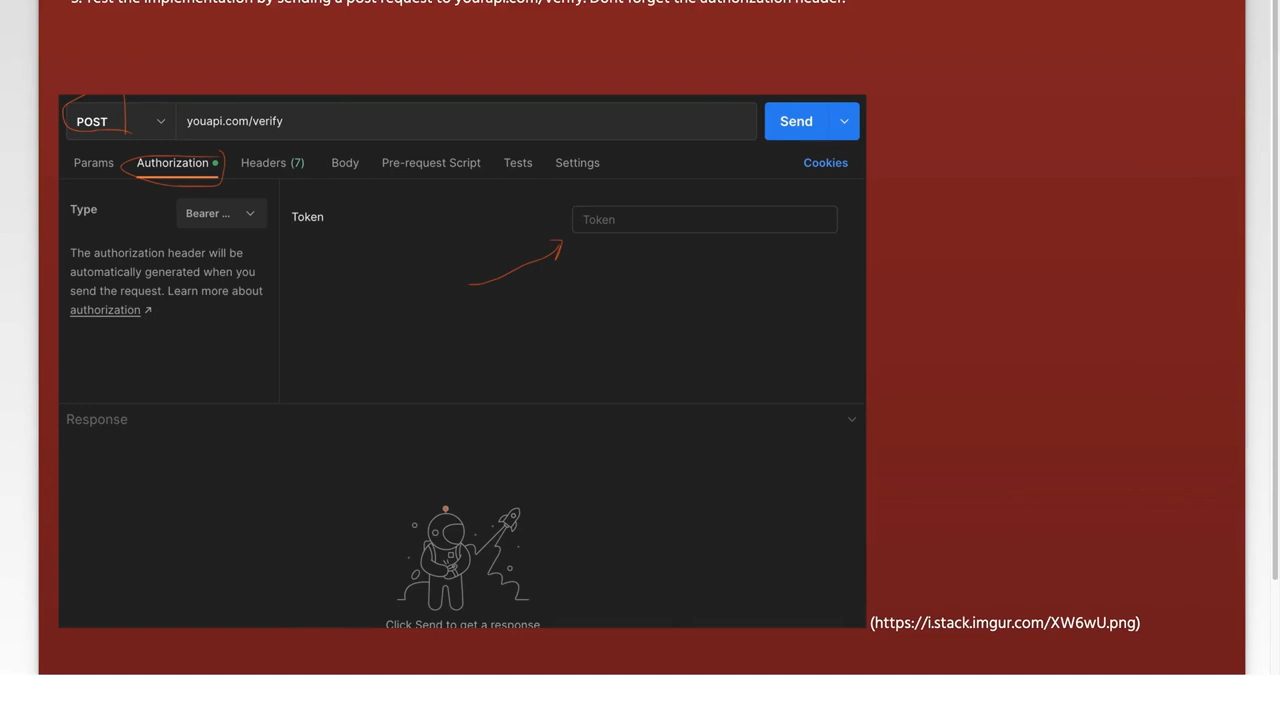 5. Test the implementation by sending a post request to yourapi.com/verify. Dont forget the authorization header.
POST
youapi.com/verify
Send
Params
Authorization
Headers (7)
Body
Pre-request Script
Tests
Settings
Cookies
Type
Bearer ...
Token
Token
The authorization header will be
automatically generated when you
send the request. Learn more about
authorization ↗
Response
Click Send to get a response
(https://i.stack.imgur.com/XW6wU.png)